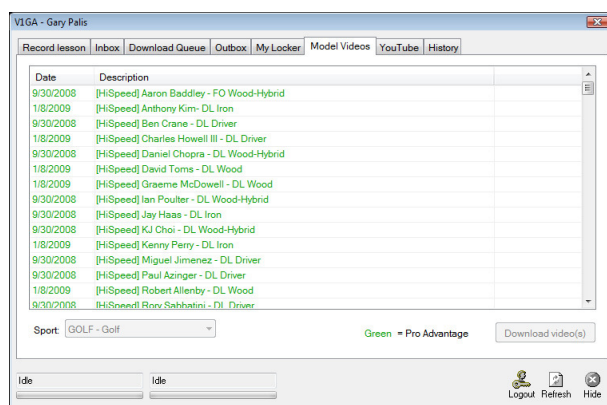 V1GA - Gary Palis
Record lesson Inbox Download Queue Outbox My Locker Model Videos YouTube History
Date Description
9/30/2008 [HiSpeed] Aaron Baddley - FO Wood-Hybrid
1/8/2009 [HiSpeed] Anthony Kim- DL Iron
9/30/2008 [HiSpeed] Ben Crane - DL Driver
1/8/2009 [HiSpeed] Charles Howell III - DL Driver
9/30/2008 [HiSpeed] Daniel Chopra - DL Wood-Hybrid
1/8/2009 [HiSpeed] David Toms - DL Wood
1/8/2009 [HiSpeed] Graeme McDowell - DL Wood
9/30/2008 [HiSpeed] Ian Poulter - DL Wood-Hybrid
9/30/2008 [HiSpeed] Jay Haas - DL Iron
9/30/2008 [HiSpeed] KJ Choi - DL Wood-Hybrid
1/8/2009 [HiSpeed] Kenny Perry - DL Iron
9/30/2008 [HiSpeed] Miguel Jimenez - DL Driver
9/30/2008 [HiSpeed] Paul Azinger - DL Driver
1/8/2009 [HiSpeed] Robert Allenby - DL Wood
9/30/2008 [HiSpeed] Rory Sabbatini - DL Driver
Sport: GOLF - Golf Green = Pro Advantage Download video(s)
Idle Idle
Logout Refresh Hide